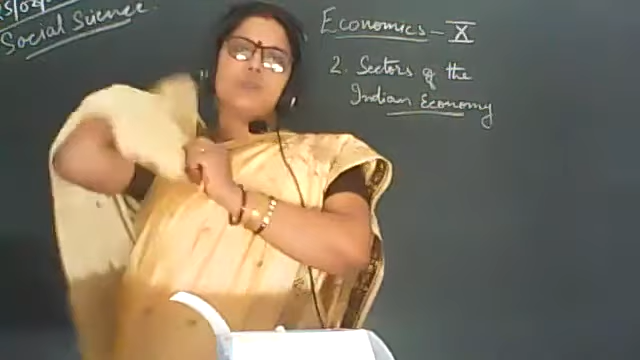 Social Science.
Economics - X
2. Sectors of the
Indian Economy